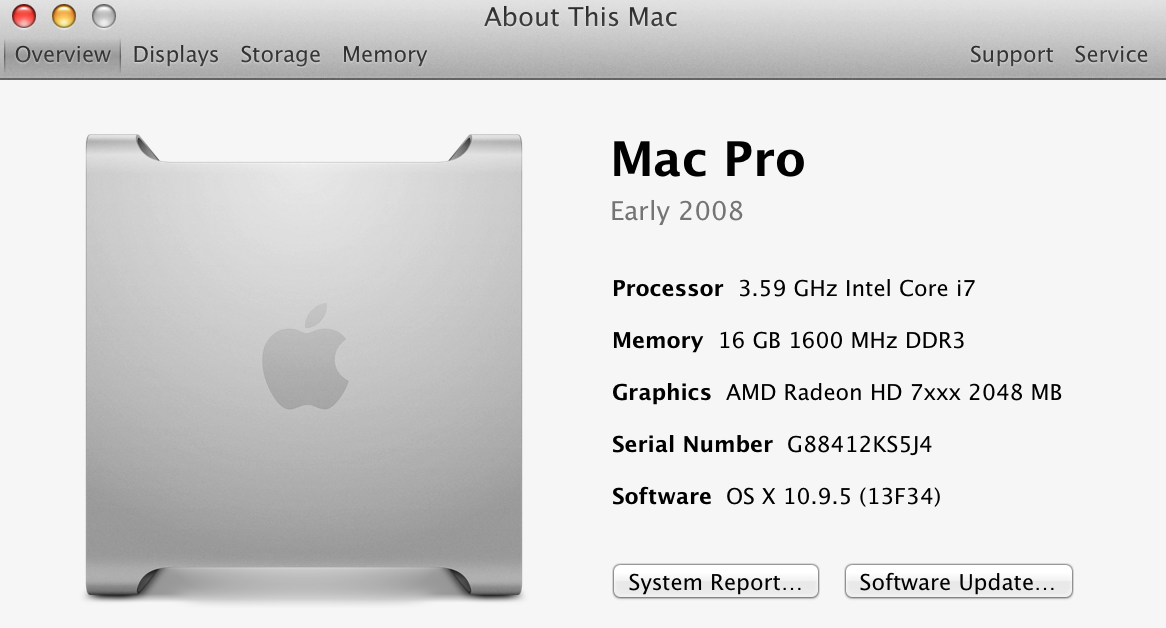 About This Mac
Overview Displays Storage Memory Support Service
Mac Pro
Early 2008
Processor 3.59 GHz Intel Core i7
Memory 16 GB 1600 MHz DDR3
Graphics AMD Radeon HD 7xxx 2048 MB
Serial Number G88412KS5J4
Software OS X 10.9.5 (13F34)
System Report... Software Update...